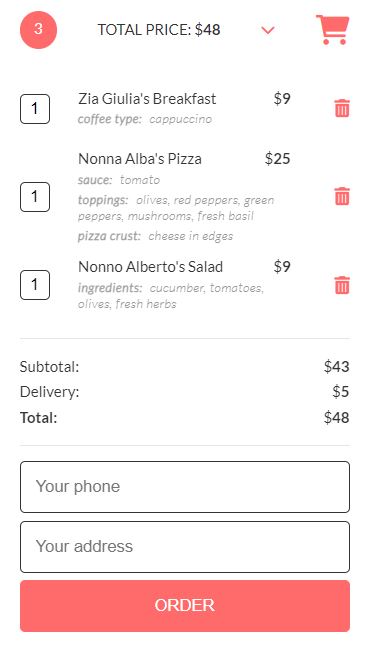 3 TOTAL PRICE: $48
1 Zia Giulia's Breakfast $9
coffee type: cappuccino
Nonna Alba's Pizza $25
sauce: tomato
1 toppings: olives, red peppers, green
peppers, mushrooms, fresh basil
pizza crust: cheese in edges
Nonno Alberto's Salad $9
1 ingredients: cucumber, tomatoes,
olives, fresh herbs
Subtotal: $43
Delivery: $5
Total: $48
Your phone
Your address
ORDER